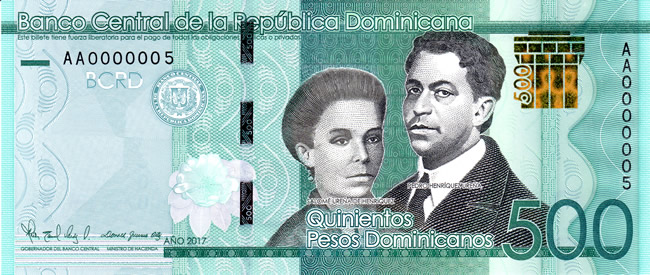 Banco Central de la República Dominicana
Este billete tiene fuerza liberatoria para el pago de todas las obligaciones públicas o privadas
AA0000005
BCRD
500
500
AA0000005
SALOMÉ UREÑA DE HENRÍQUEZ
PEDRO HENRÍQUEZ UREÑA
Quinientos
Pesos Dominicanos
500
GOBERNADOR DEL BANCO CENTRAL
MINISTRO DE HACIENDA
AÑO 2017